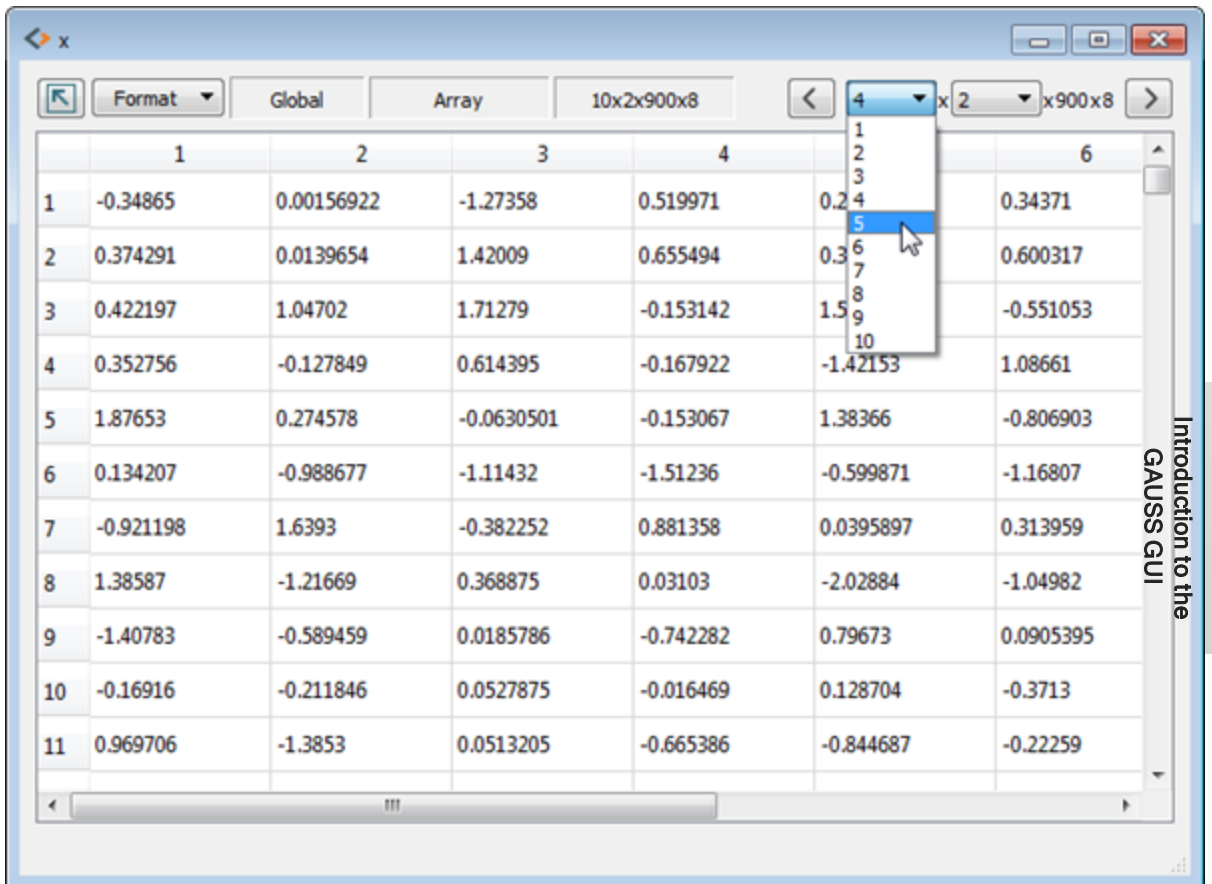 x
Format Global Array 10x2x900x8 4 x 2 x900x8
1
2
3
4
5
6
7
8
9
10
1 2 3 4 6
1 -0.34865 0.00156922 -1.27358 0.519971 0.2 0.34371
2 0.374291 0.0139654 1.42009 0.655494 0.3 0.600317
3 0.422197 1.04702 1.71279 -0.153142 1.5 -0.551053
4 0.352756 -0.127849 0.614395 -0.167922 -1.42153 1.08661
5 1.87653 0.274578 -0.0630501 -0.153067 1.38366 -0.806903
6 0.134207 -0.988677 -1.11432 -1.51236 -0.599871 -1.16807
7 -0.921198 1.6393 -0.382252 0.881358 0.0395897 0.313959
8 1.38587 -1.21669 0.368875 0.03103 -2.02884 -1.04982
9 -1.40783 -0.589459 0.0185786 -0.742282 0.79673 0.0905395
10 -0.16916 -0.211846 0.0527875 -0.016469 0.128704 -0.3713
11 0.969706 -1.3853 0.0513205 -0.665386 -0.844687 -0.22259
Introduction to the
GAUSS GUI